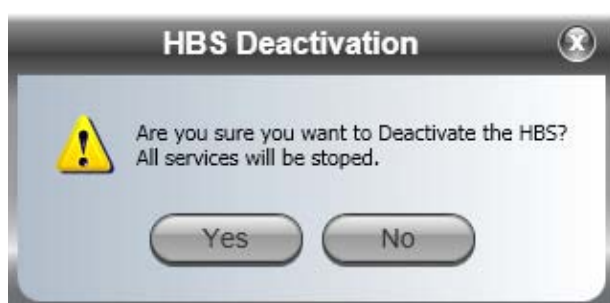 HBS Deactivation
Are you sure you want to Deactivate the HBS?
All services will be stoped.
Yes No